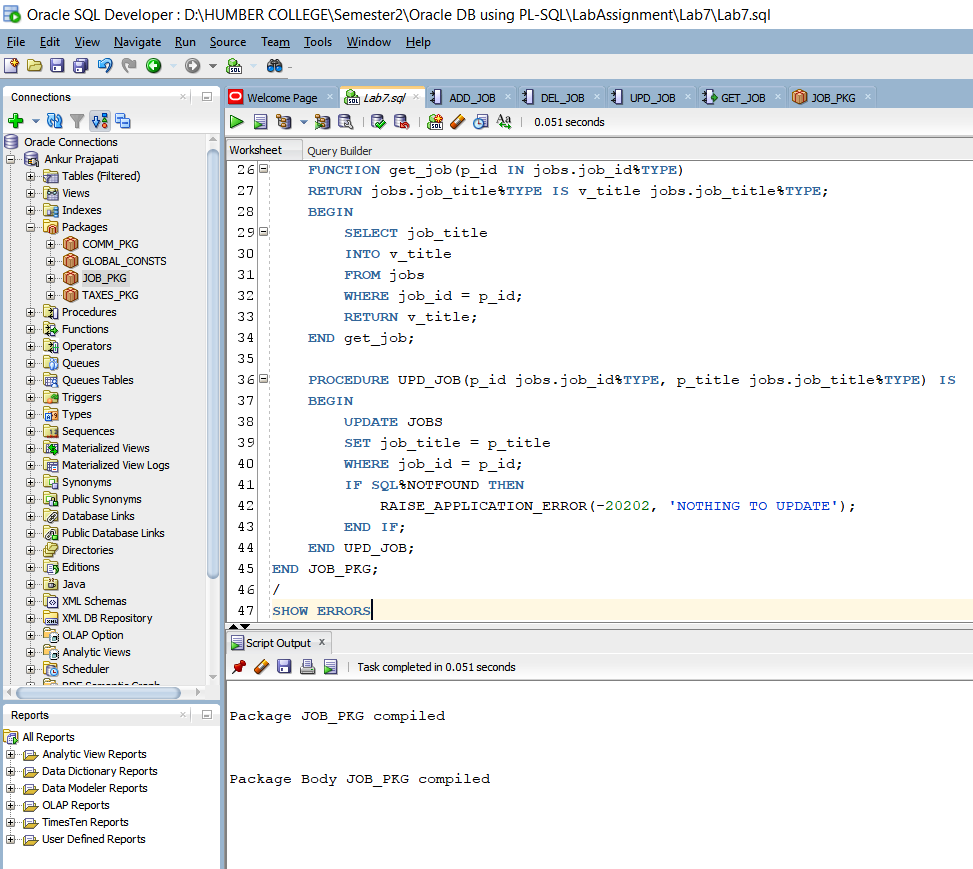 Oracle SQL Developer : D:\HUMBER COLLEGE\Semester2\Oracle DB using PL-SQL\LabAssignment\Lab7\Lab7.sql
File Edit View Navigate Run Source Team Tools Window Help
Connections
Oracle Connections
Ankur Prajapati
Tables (Filtered)
Views
Indexes
Packages
COMM_PKG
GLOBAL_CONSTS
JOB_PKG
TAXES_PKG
Procedures
Functions
Operators
Queues
Queues Tables
Triggers
Types
Sequences
Materialized Views
Materialized View Logs
Synonyms
Public Synonyms
Database Links
Public Database Links
Directories
Editions
Java
XML Schemas
XML DB Repository
OLAP Option
Analytic Views
Scheduler
Reports
All Reports
Analytic View Reports
Data Dictionary Reports
Data Modeler Reports
OLAP Reports
TimesTen Reports
User Defined Reports
Welcome Page Lab7.sql ADD_JOB DEL_JOB UPD_JOB GET_JOB JOB_PKG
0.051 seconds
Worksheet Query Builder
26 FUNCTION get_job(p_id IN jobs.job_id%TYPE)
27 RETURN jobs.job_title%TYPE IS v_title jobs.job_title%TYPE;
28 BEGIN
29 SELECT job_title
30 INTO v_title
31 FROM jobs
32 WHERE job_id = p_id;
33 RETURN v_title;
34 END get_job;
35
36 PROCEDURE UPD_JOB(p_id jobs.job_id%TYPE, p_title jobs.job_title%TYPE) IS
37 BEGIN
38 UPDATE JOBS
39 SET job_title = p_title
40 WHERE job_id = p_id;
41 IF SQL%NOTFOUND THEN
42 RAISE_APPLICATION_ERROR(-20202, 'NOTHING TO UPDATE');
43 END IF;
44 END UPD_JOB;
45 END JOB_PKG;
46 /
47 SHOW ERRORS
Script Output
Task completed in 0.051 seconds
Package JOB_PKG compiled
Package Body JOB_PKG compiled